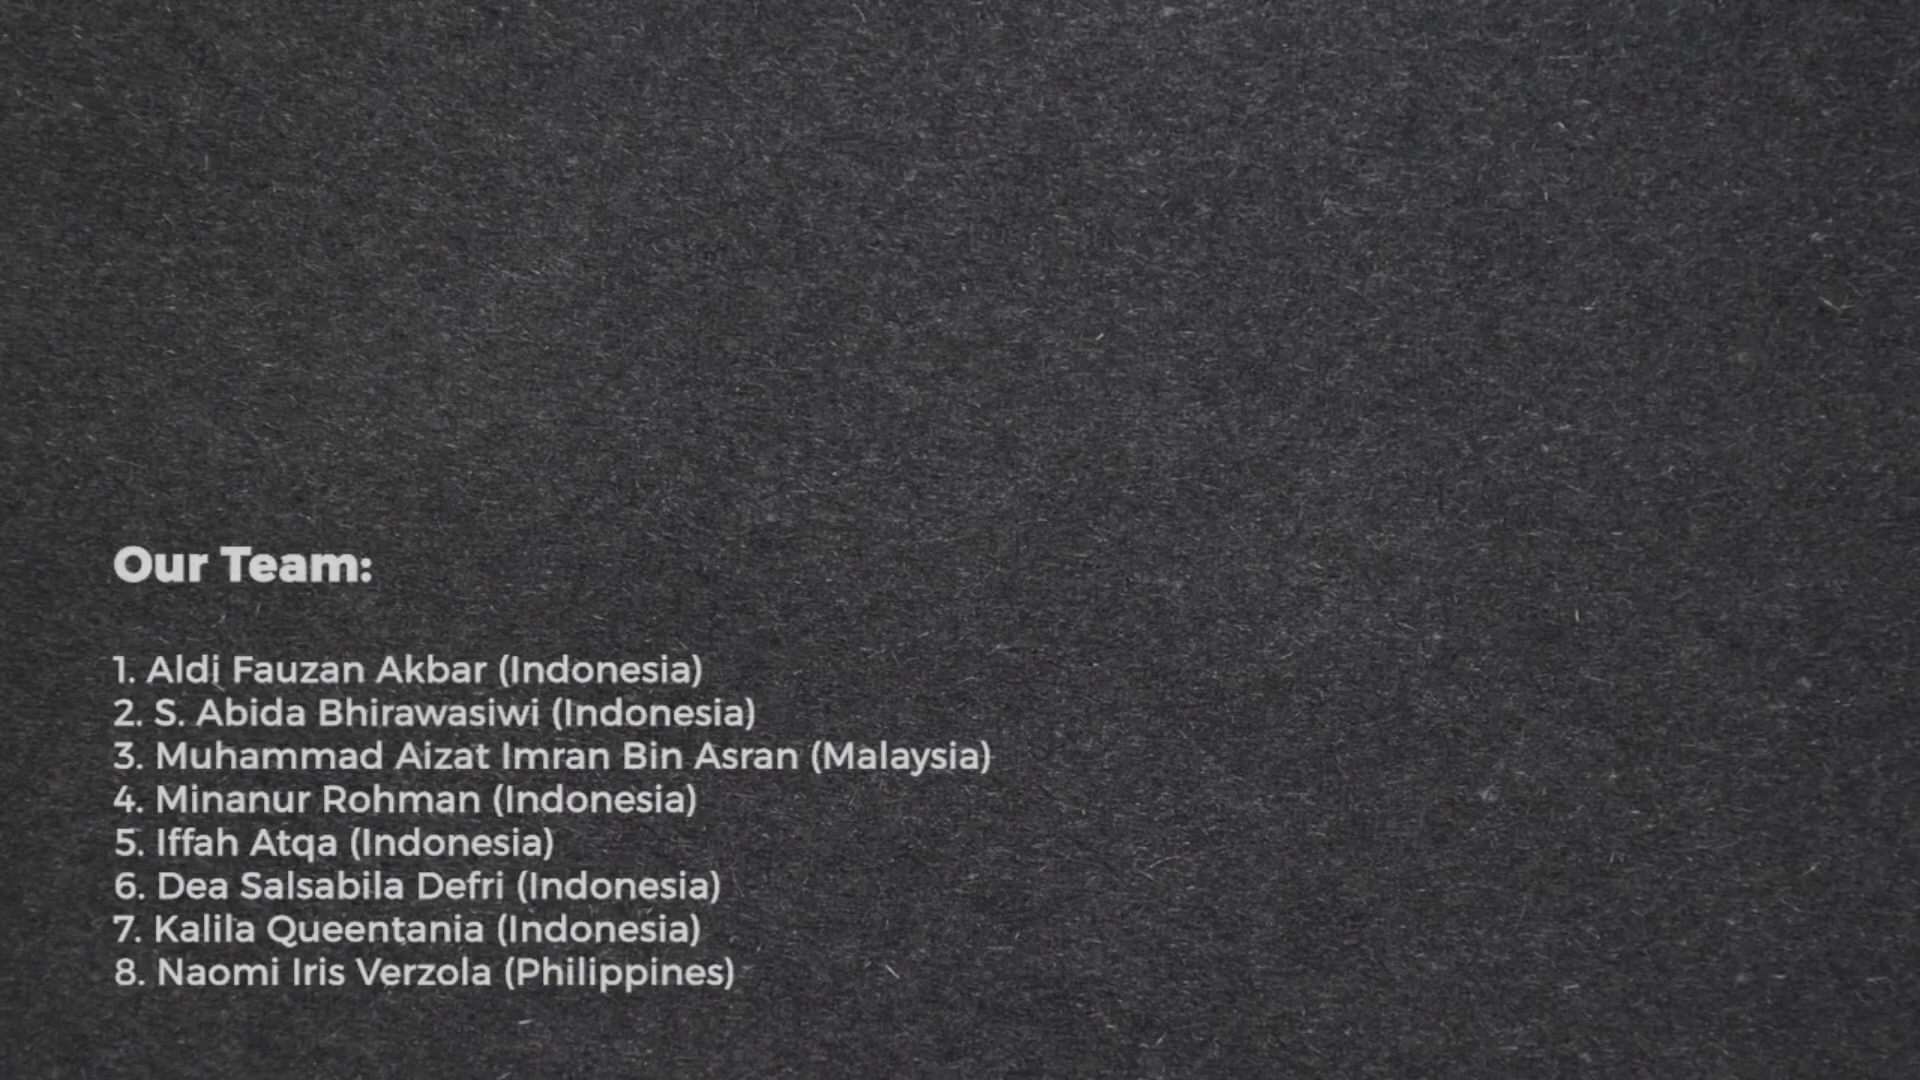 Our Team:
1. Aldi Fauzan Akbar (Indonesia)
2. S. Abida Bhirawasiwi (Indonesia)
3. Muhammad Aizat Imran Bin Asran (Malaysia)
4. Minanur Rohman (Indonesia)
5. Iffah Atqa (Indonesia)
6. Dea Salsabila Defri (Indonesia)
7. Kalila Queentania (Indonesia)
8. Naomi Iris Verzola (Philippines)